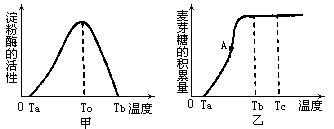 淀粉酶的活性
0 Ta To Tb 温度
甲
麦芽糖的积累量
A
0 Ta Tb Tc 温度
乙